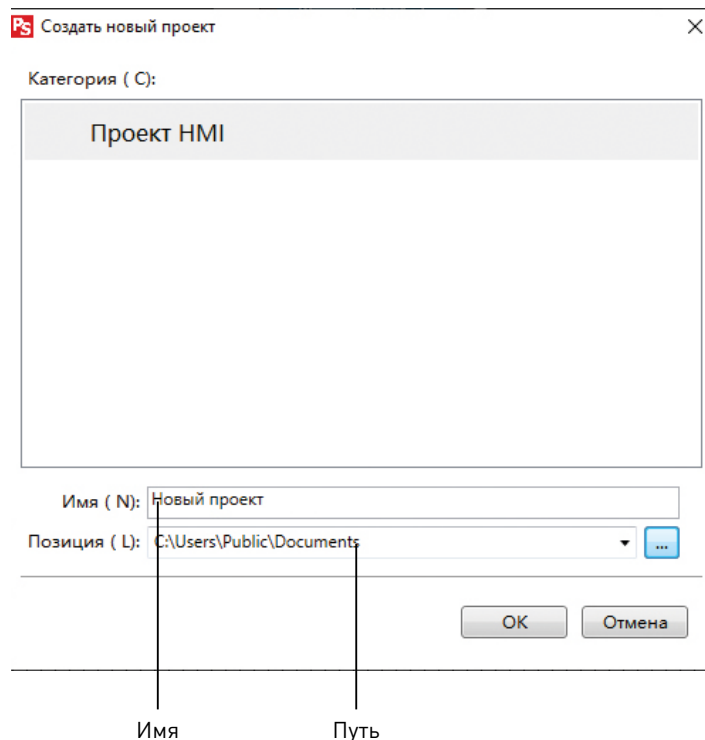 PS Создать новый проект
Категория ( C):
Проект HMI
Имя ( N): Новый проект
Позиция ( L): C:\Users\Public\Documents ...
OK Отмена
Имя Путь